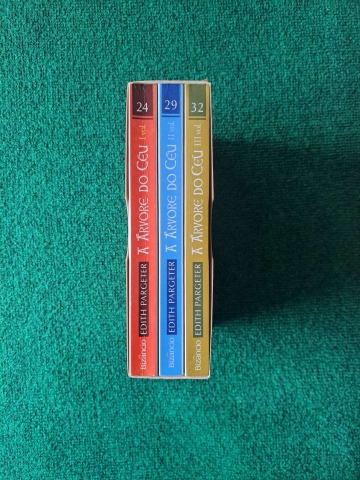 24
A ÁRVORE DO CÉU I vol.
EDITH PARGETER
Bizâncio
29
A ÁRVORE DO CÉU II vol.
EDITH PARGETER
Bizâncio
32
A ÁRVORE DO CÉU III vol.
EDITH PARGETER
Bizâncio